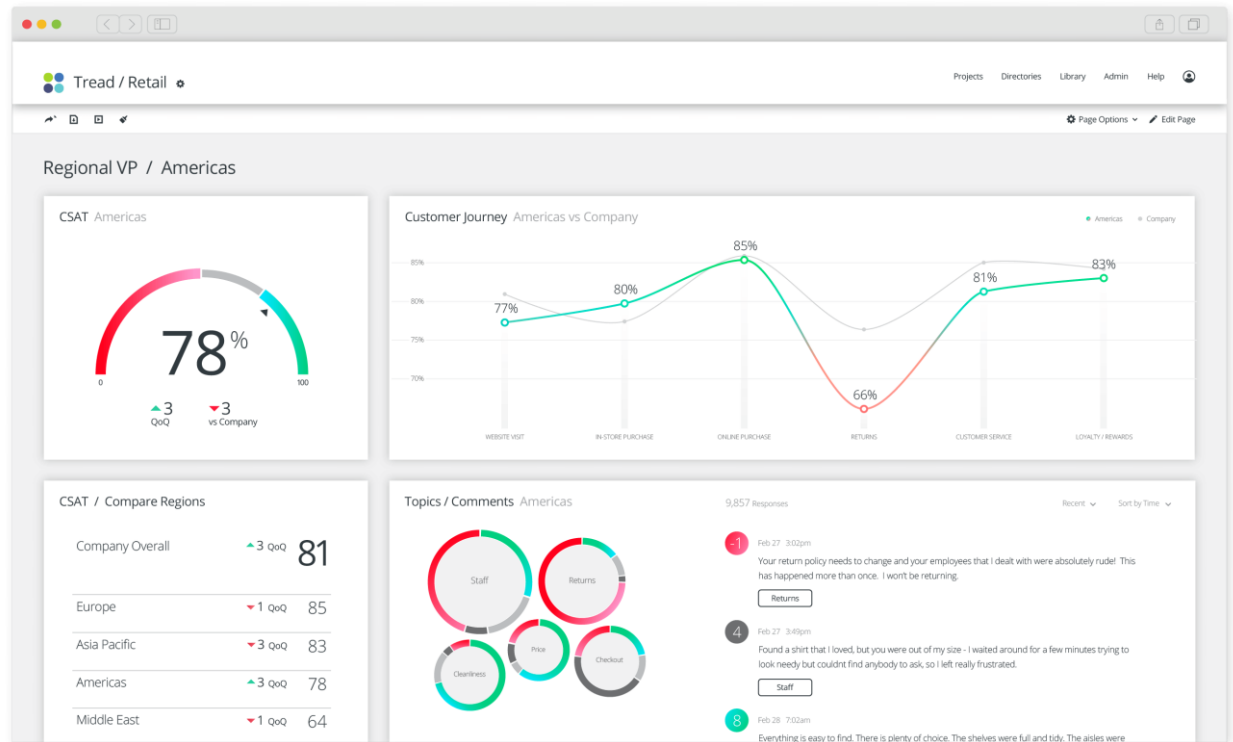 Tread / Retail
Projects Directories Library Admin Help
Page Options Edit Page
Regional VP / Americas
CSAT Americas
78%
0 100
3 3
QoQ vs Company
Customer Journey Americas vs Company
Americas Company
85%
80%
75%
70%
77%
80%
85%
66%
81%
83%
WEBSITE VISIT IN-STORE PURCHASE ONLINE PURCHASE RETURNS CUSTOMER SERVICE LOYALTY / REWARDS
CSAT / Compare Regions
Company Overall 3 QoQ 81
Europe 1 QoQ 85
Asia Pacific 3 QoQ 83
Americas 3 QoQ 78
Middle East 1 QoQ 64
Topics / Comments Americas
Staff
Returns
Price
Checkout
Cleanliness
9,857 Responses
Recent Sort by Time
-1 Feb 27 3:02pm
Your return policy needs to change and your employees that I dealt with were absolutely rude! This
has happened more than once. I won't be returning.
Returns
4 Feb 27 3:49pm
Found a shirt that I loved, but you were out of my size - I waited around for a few minutes trying to
look needy but couldnt find anybody to ask, so I left really frustrated.
Staff
8 Feb 28 7:02am
Everything is easy to find. There is plenty of choice. The shelves were full and tidy. The aisles were